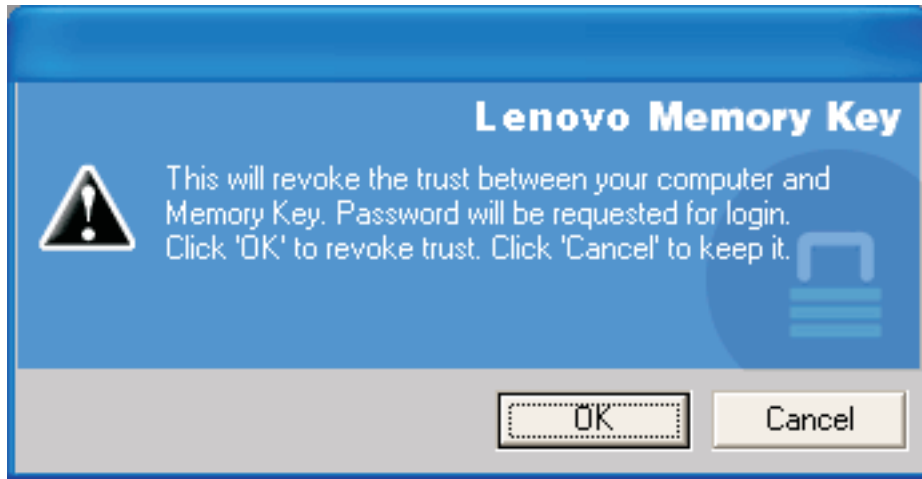 Lenovo Memory Key
This will revoke the trust between your computer and
Memory Key. Password will be requested for login.
Click 'OK' to revoke trust. Click 'Cancel' to keep it.
OK
Cancel